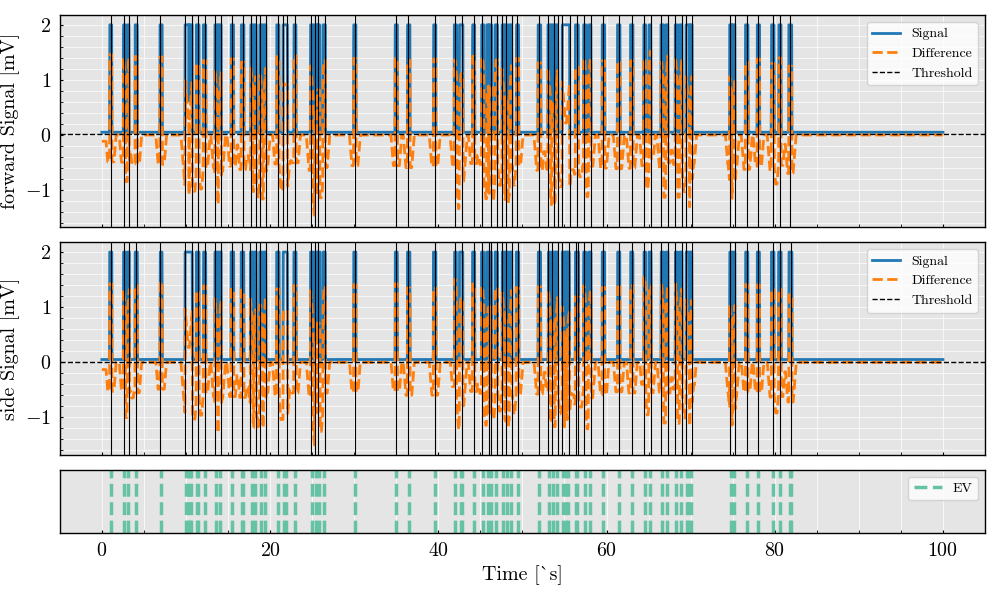 forward Signal [mV]
2
1
0
−1
Signal
Difference
Threshold
side Signal [mV]
2
1
0
−1
Signal
Difference
Threshold
EV
0 20 40 60 80 100
Time [`s]